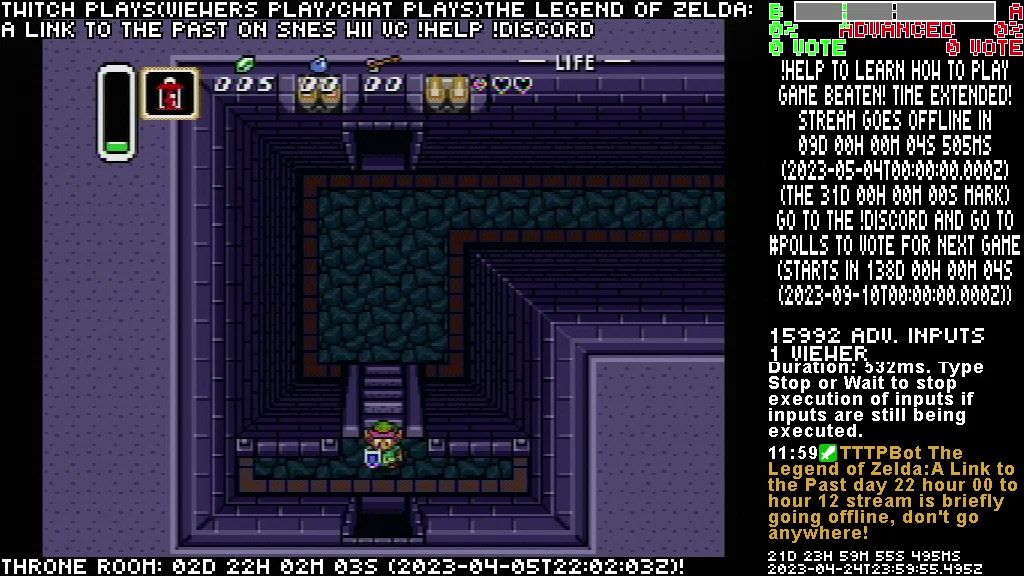 TWITCH PLAYS(VIEWERS PLAY/CHAT PLAYS)THE LEGEND OF ZELDA:
A LINK TO THE PAST ON SNES WII VC !HELP !DISCORD
B A
0% ADVANCED 0%
0 VOTE 0 VOTE
!HELP TO LEARN HOW TO PLAY
GAME BEATEN! TIME EXTENDED!
STREAM GOES OFFLINE IN
09D 00H 00M 04S 505MS
(2023-05-04T00:00:00.000Z)
(THE 31D 00H 00M 00S MARK)
GO TO THE !DISCORD AND GO TO
#POLLS TO VOTE FOR NEXT GAME
(STARTS IN 138D 00H 00M 04S
(2023-09-10T00:00:00.000Z))
LIFE
005 00 00
15992 ADV. INPUTS
1 VIEWER
Duration: 532ms. Type
Stop or Wait to stop
execution of inputs if
inputs are still being
executed.
11:59 TTTPBot The
Legend of Zelda:A Link to
the Past day 22 hour 00 to
hour 12 stream is briefly
going offline, don't go
anywhere!
21D 23H 59M 55S 495MS
2023-04-24T23:59:55.495Z
THRONE ROOM: 02D 22H 02M 03S (2023-04-05T22:02:03Z)!